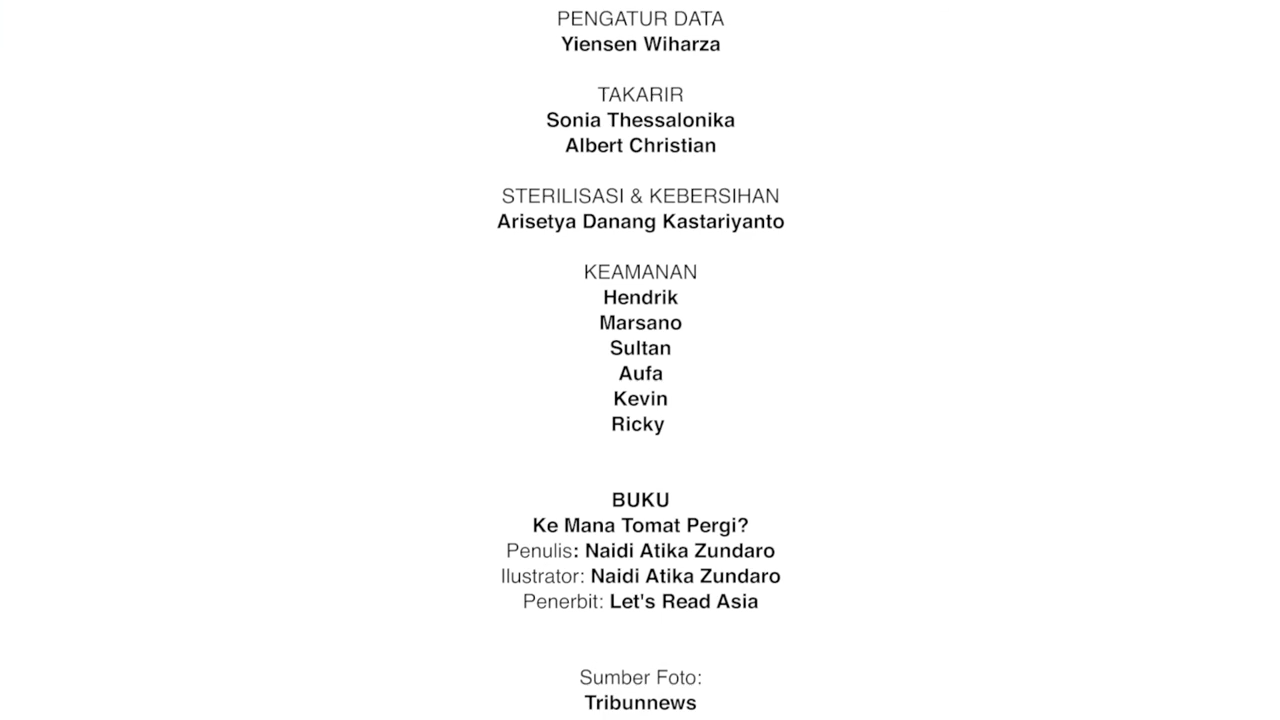 PENGATUR DATA
Yiensen Wiharza
TAKARIR
Sonia Thessalonika
Albert Christian
STERILISASI & KEBERSIHAN
Arisetya Danang Kastariyanto
KEAMANAN
Hendrik
Marsano
Sultan
Aufa
Kevin
Ricky
BUKU
Ke Mana Tomat Pergi?
Penulis: Naidi Atika Zundaro
Ilustrator: Naidi Atika Zundaro
Penerbit: Let's Read Asia
Sumber Foto:
Tribunnews